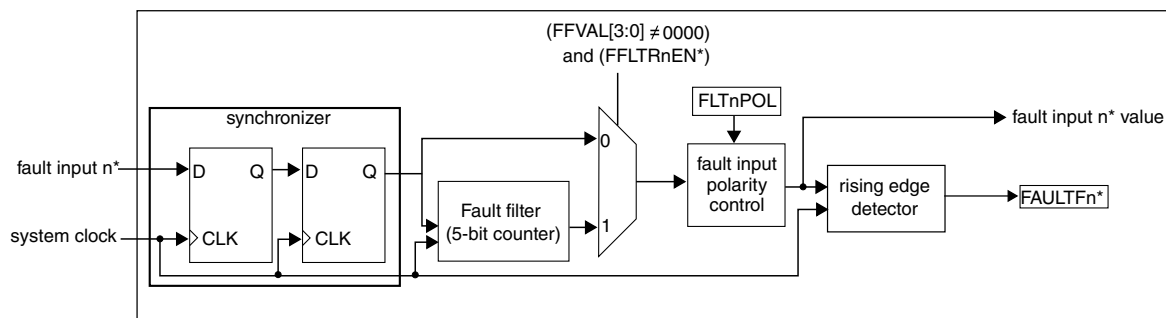 (FFVAL[3:0] ≠ 0000)
and (FFLTRnEN*)
FLTnPOL
synchronizer
fault input n* value
0
fault input n*
D
Q
D
Q
fault input
polarity
control
rising edge
detector
FAULTFn*
Fault filter
(5-bit counter)
1
system clock
CLK
CLK